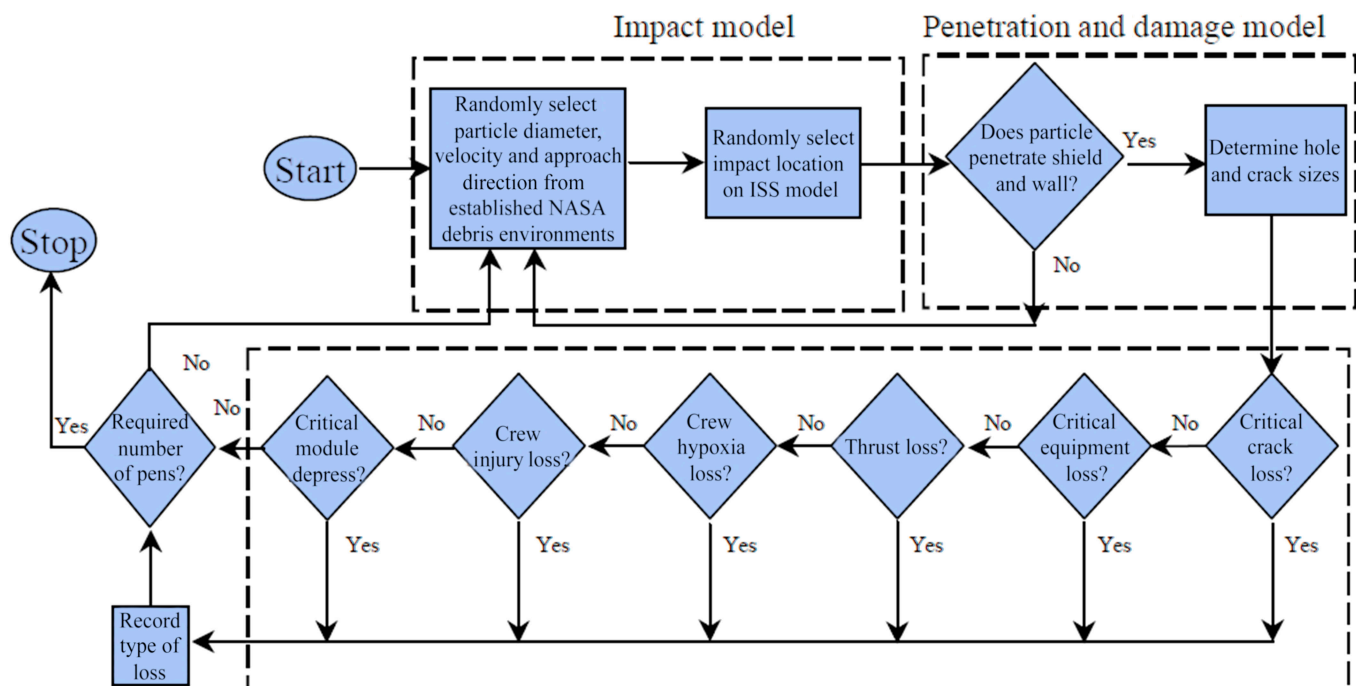 Impact model
Penetration and damage model
Start
Randomly select
particle diameter,
velocity and approach
direction from
established NASA
debris environments
Randomly select
impact location
on ISS model
Does particle
penetrate shield
and wall?
Yes
Determine hole
and crack sizes
No
Stop
Yes
No
Required
number
of pens?
No
Critical
module
depress?
No
Crew
injury loss?
No
Crew
hypoxia
loss?
No
Thrust loss?
No
Critical
equipment
loss?
No
Critical
crack
loss?
Yes
Yes
Yes
Yes
Yes
Yes
Record
type of
loss